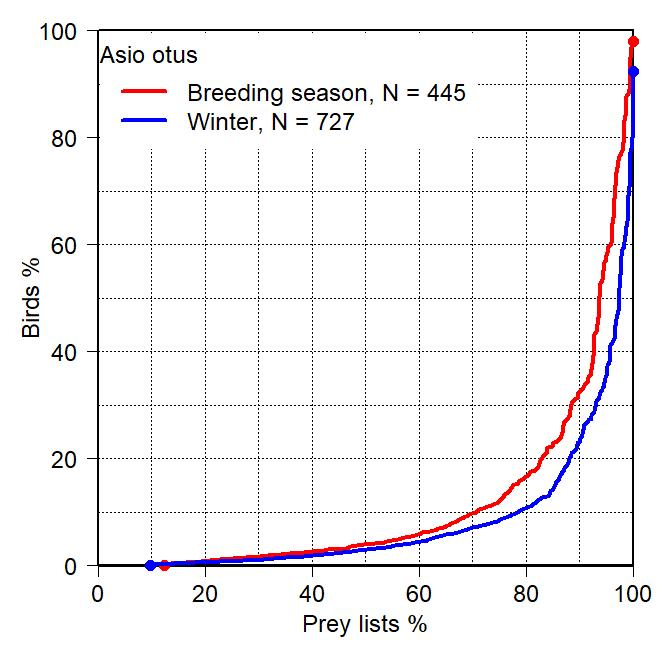 Asio otus
Breeding season, N = 445
Winter, N = 727
Birds %
100
80
60
40
20
0
0 20 40 60 80 100
Prey lists %